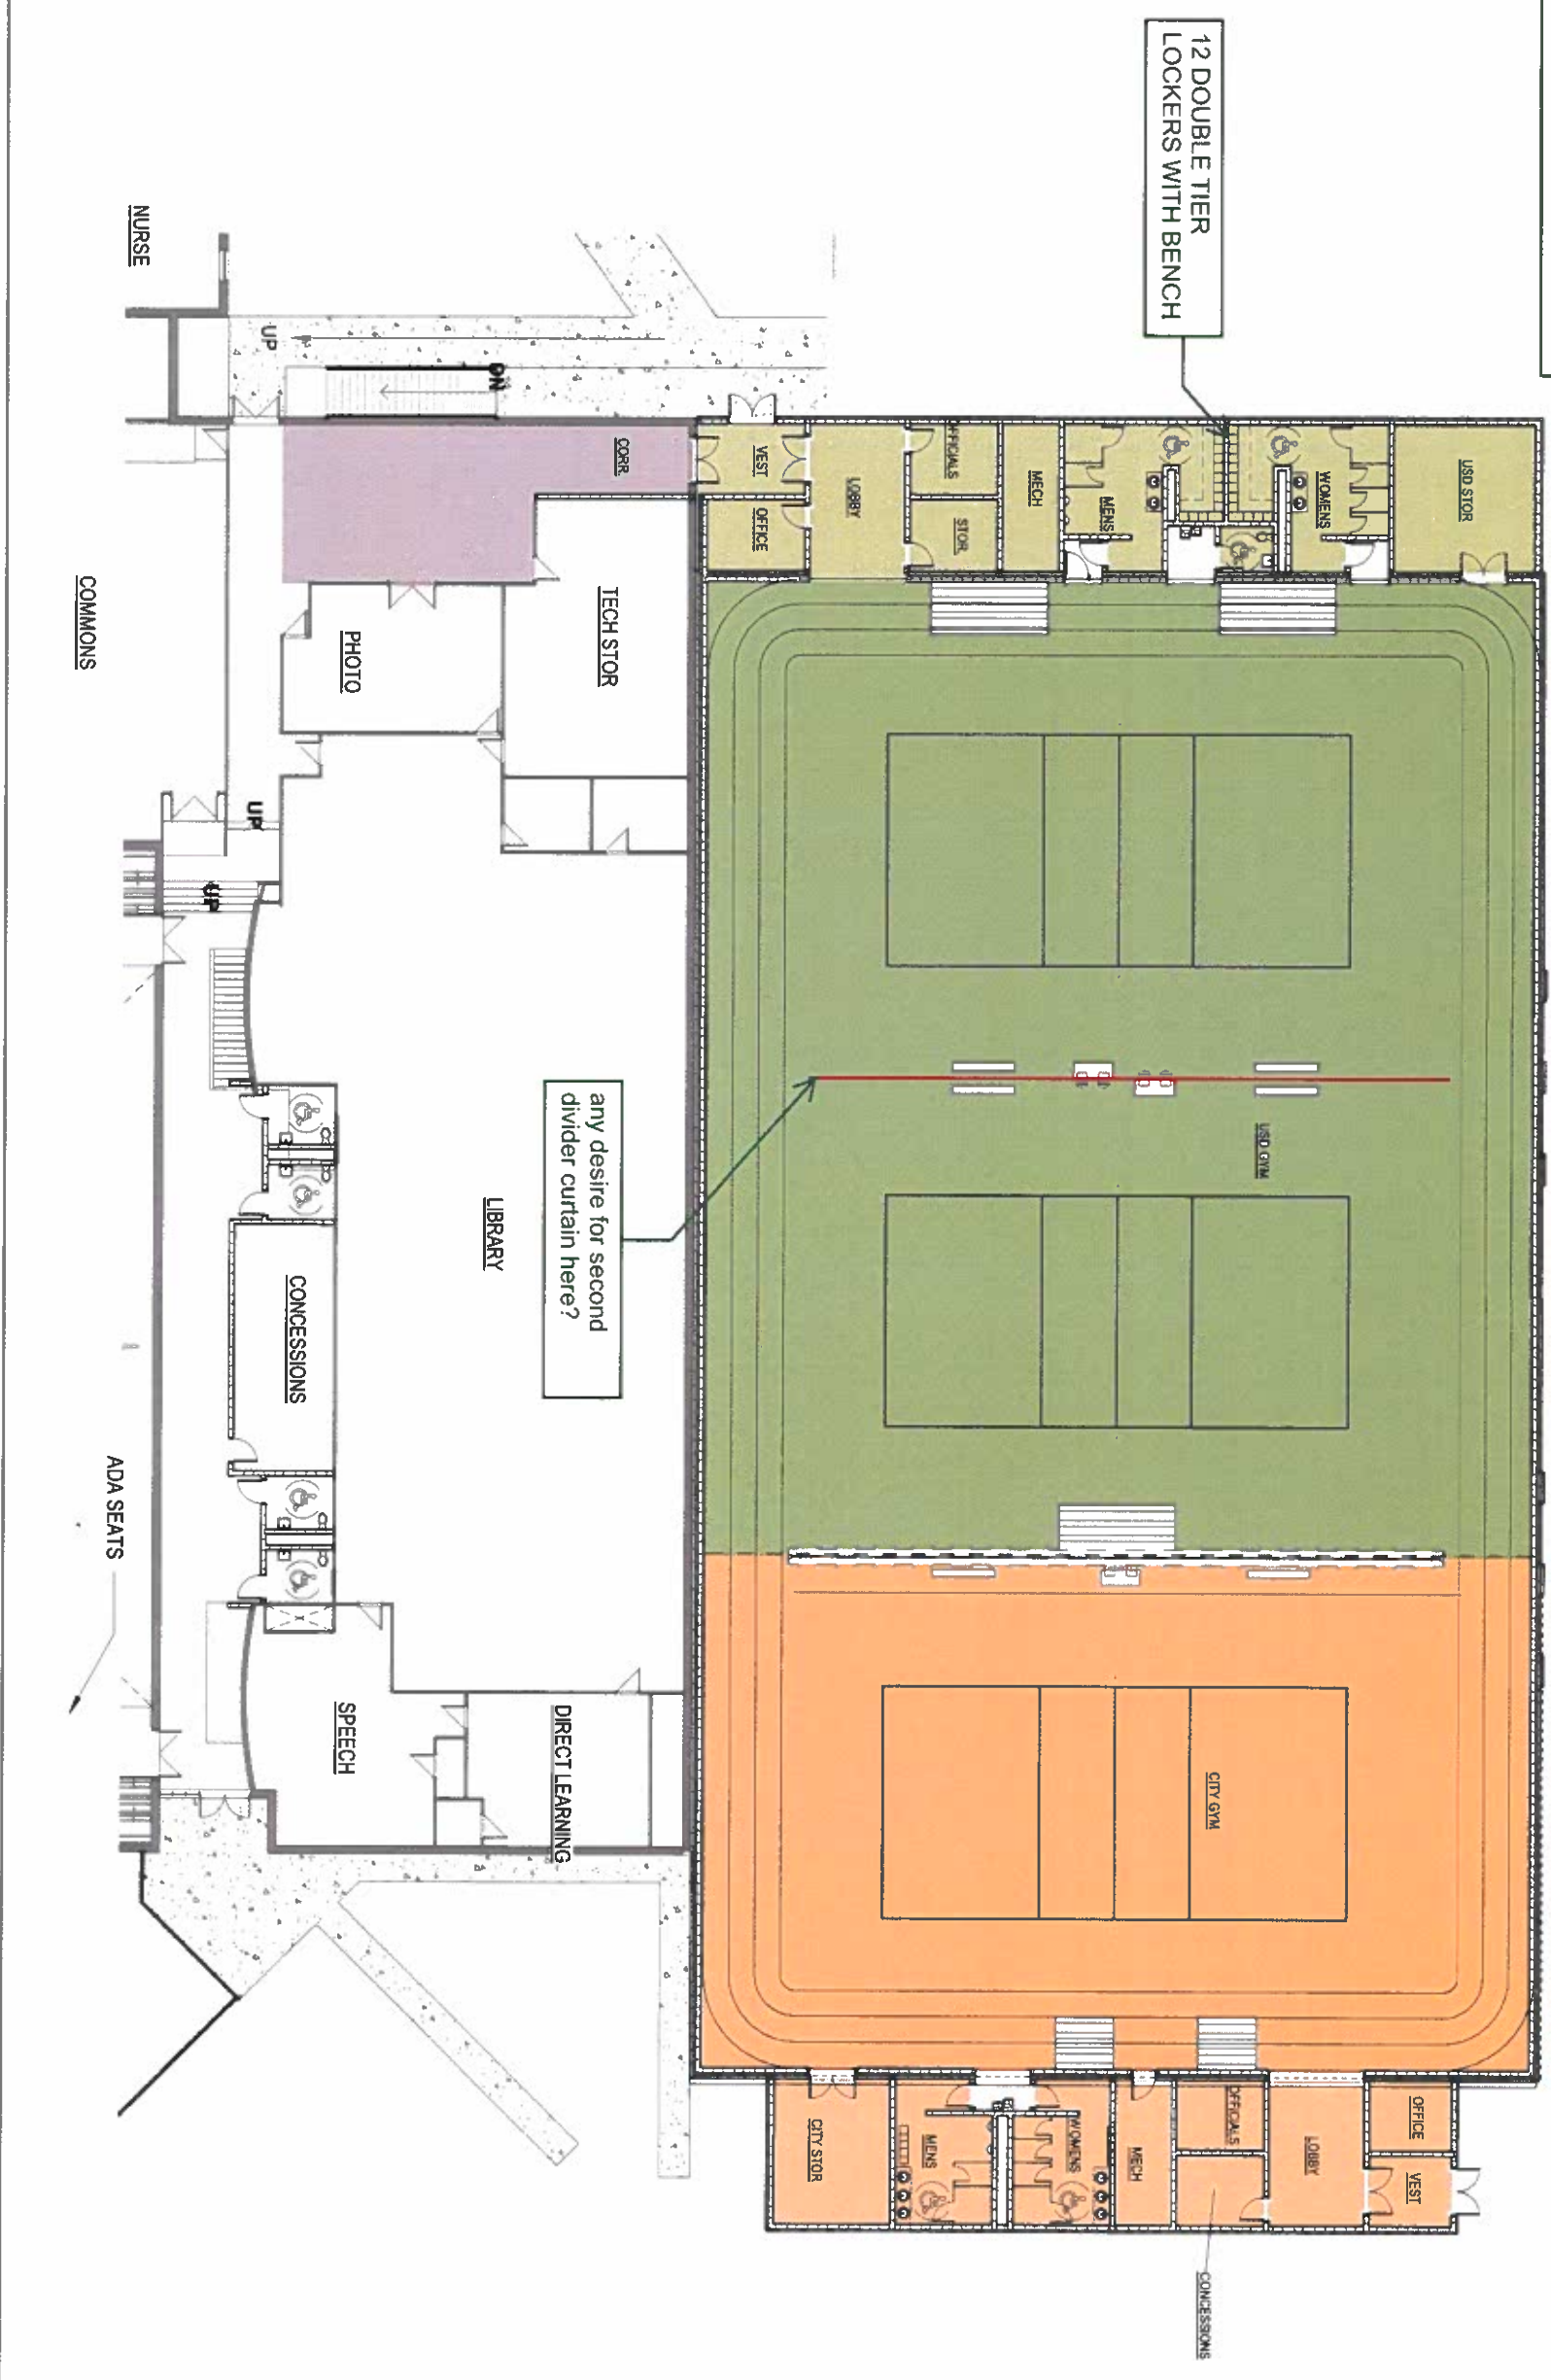 USD STOR
WOMENS
12 DOUBLE TIER
LOCKERS WITH BENCH
MENS
MECH
STOR
OFFICIALS
LOBBY
VEST
OFFICE
USD GYM
CITY GYM
OFFICE
VEST
LOBBY
OFFICIALS
CONCESSIONS
MECH
WOMENS
MENS
CITY STOR
CORR.
TECH STOR
any desire for second
divider curtain here?
DIRECT LEARNING
DN
LIBRARY
PHOTO
SPEECH
CONCESSIONS
UP
UP
UP
NURSE
ADA SEATS
COMMONS